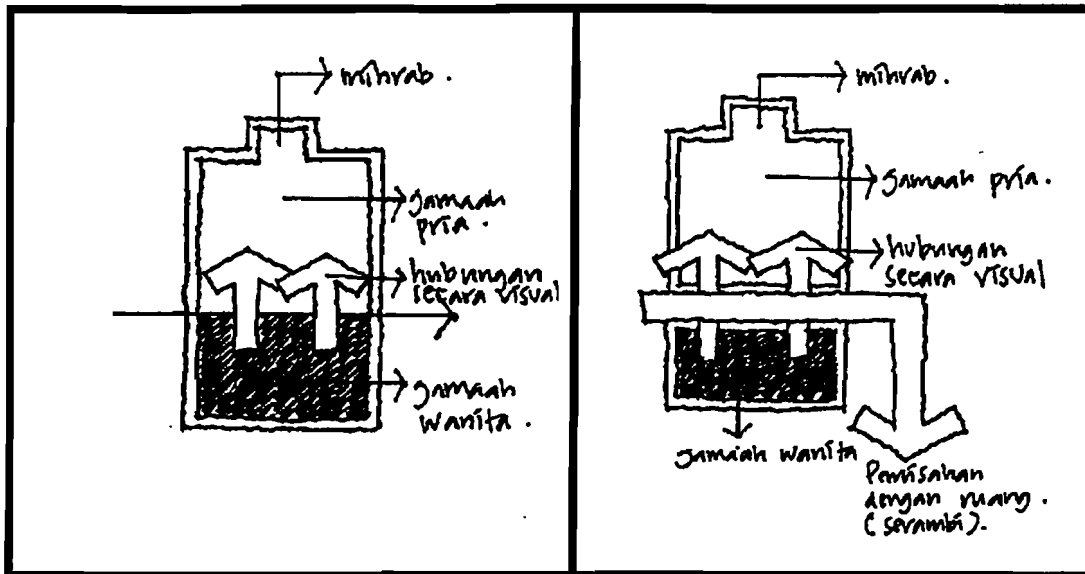 mihrab.
jamaah
pria.
hubungan
secara visual
jamaah
wanita.
mihrab.
jamaah pria.
hubungan
secara visual
jamaah wanita
Pemisahan
dengan ruang.
(serambi).